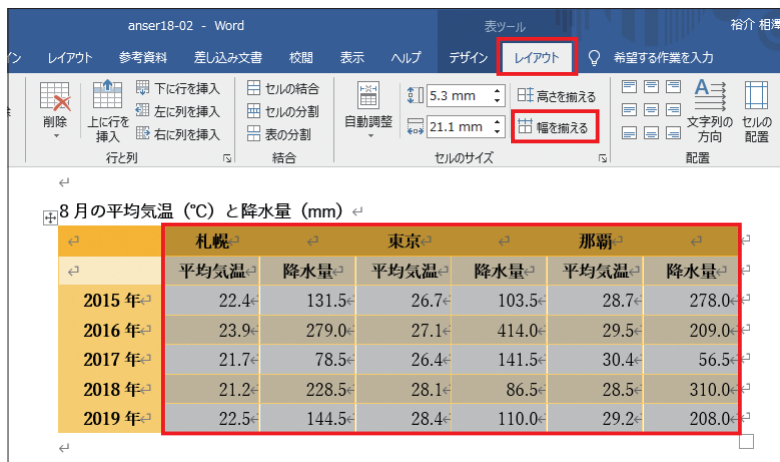 anser18-02 - Word 表ツール 裕介 相澤
イン レイアウト 参考資料 差し込み文書 校閲 表示 ヘルプ デザイン レイアウト 希望する作業を入力
削除 上に行を挿入 下に行を挿入 左に列を挿入 右に列を挿入 セルの結合 セルの分割 表の分割 自動調整 5.3 mm 高さを揃える 21.1 mm 幅を揃える 文字列の方向 セルの配置
行と列 結合 セルのサイズ 配置
8月の平均気温（℃）と降水量（mm）
札幌 東京 那覇
平均気温 降水量 平均気温 降水量 平均気温 降水量
2015 年 22.4 131.5 26.7 103.5 28.7 278.0
2016 年 23.9 279.0 27.1 414.0 29.5 209.0
2017 年 21.7 78.5 26.4 141.5 30.4 56.5
2018 年 21.2 228.5 28.1 86.5 28.5 310.0
2019 年 22.5 144.5 28.4 110.0 29.2 208.0